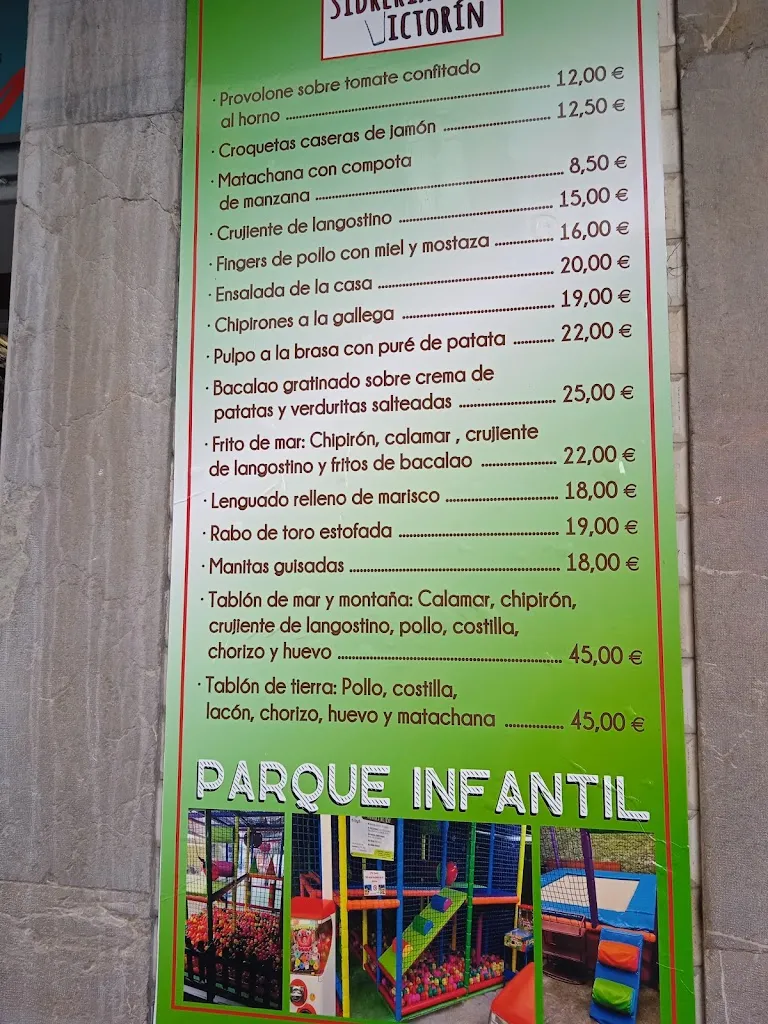 VICTORÍN
· Provolone sobre tomate confitado
al horno ........ 12,00 €
· Croquetas caseras de jamón ........ 12,50 €
· Matachana con compota
de manzana ........ 8,50 €
· Crujiente de langostino ........ 15,00 €
· Fingers de pollo con miel y mostaza ........ 16,00 €
· Ensalada de la casa ........ 20,00 €
· Chipirones a la gallega ........ 19,00 €
· Pulpo a la brasa con puré de patata ........ 22,00 €
· Bacalao gratinado sobre crema de
patatas y verduritas salteadas ........ 25,00 €
· Frito de mar: Chipirón, calamar , crujiente
de langostino y fritos de bacalao ........ 22,00 €
· Lenguado relleno de marisco ........ 18,00 €
· Rabo de toro estofada ........ 19,00 €
· Manitas guisadas ........ 18,00 €
· Tablón de mar y montaña: Calamar, chipirón,
crujiente de langostino, pollo, costilla,
chorizo y huevo ........ 45,00 €
· Tablón de tierra: Pollo, costilla,
lacón, chorizo, huevo y matachana ........ 45,00 €
PARQUE INFANTIL